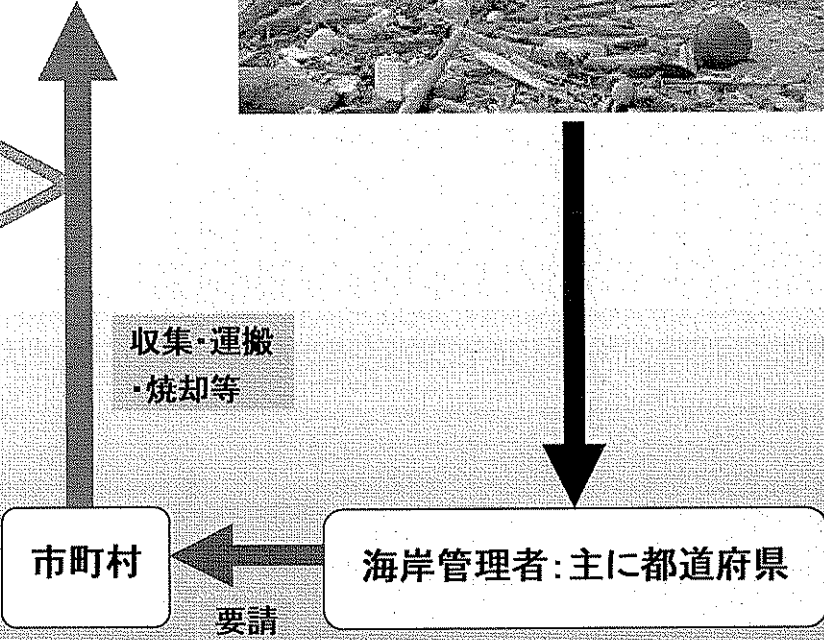 収集・運搬
・焼却等
市町村
海岸管理者：主に都道府県
要請